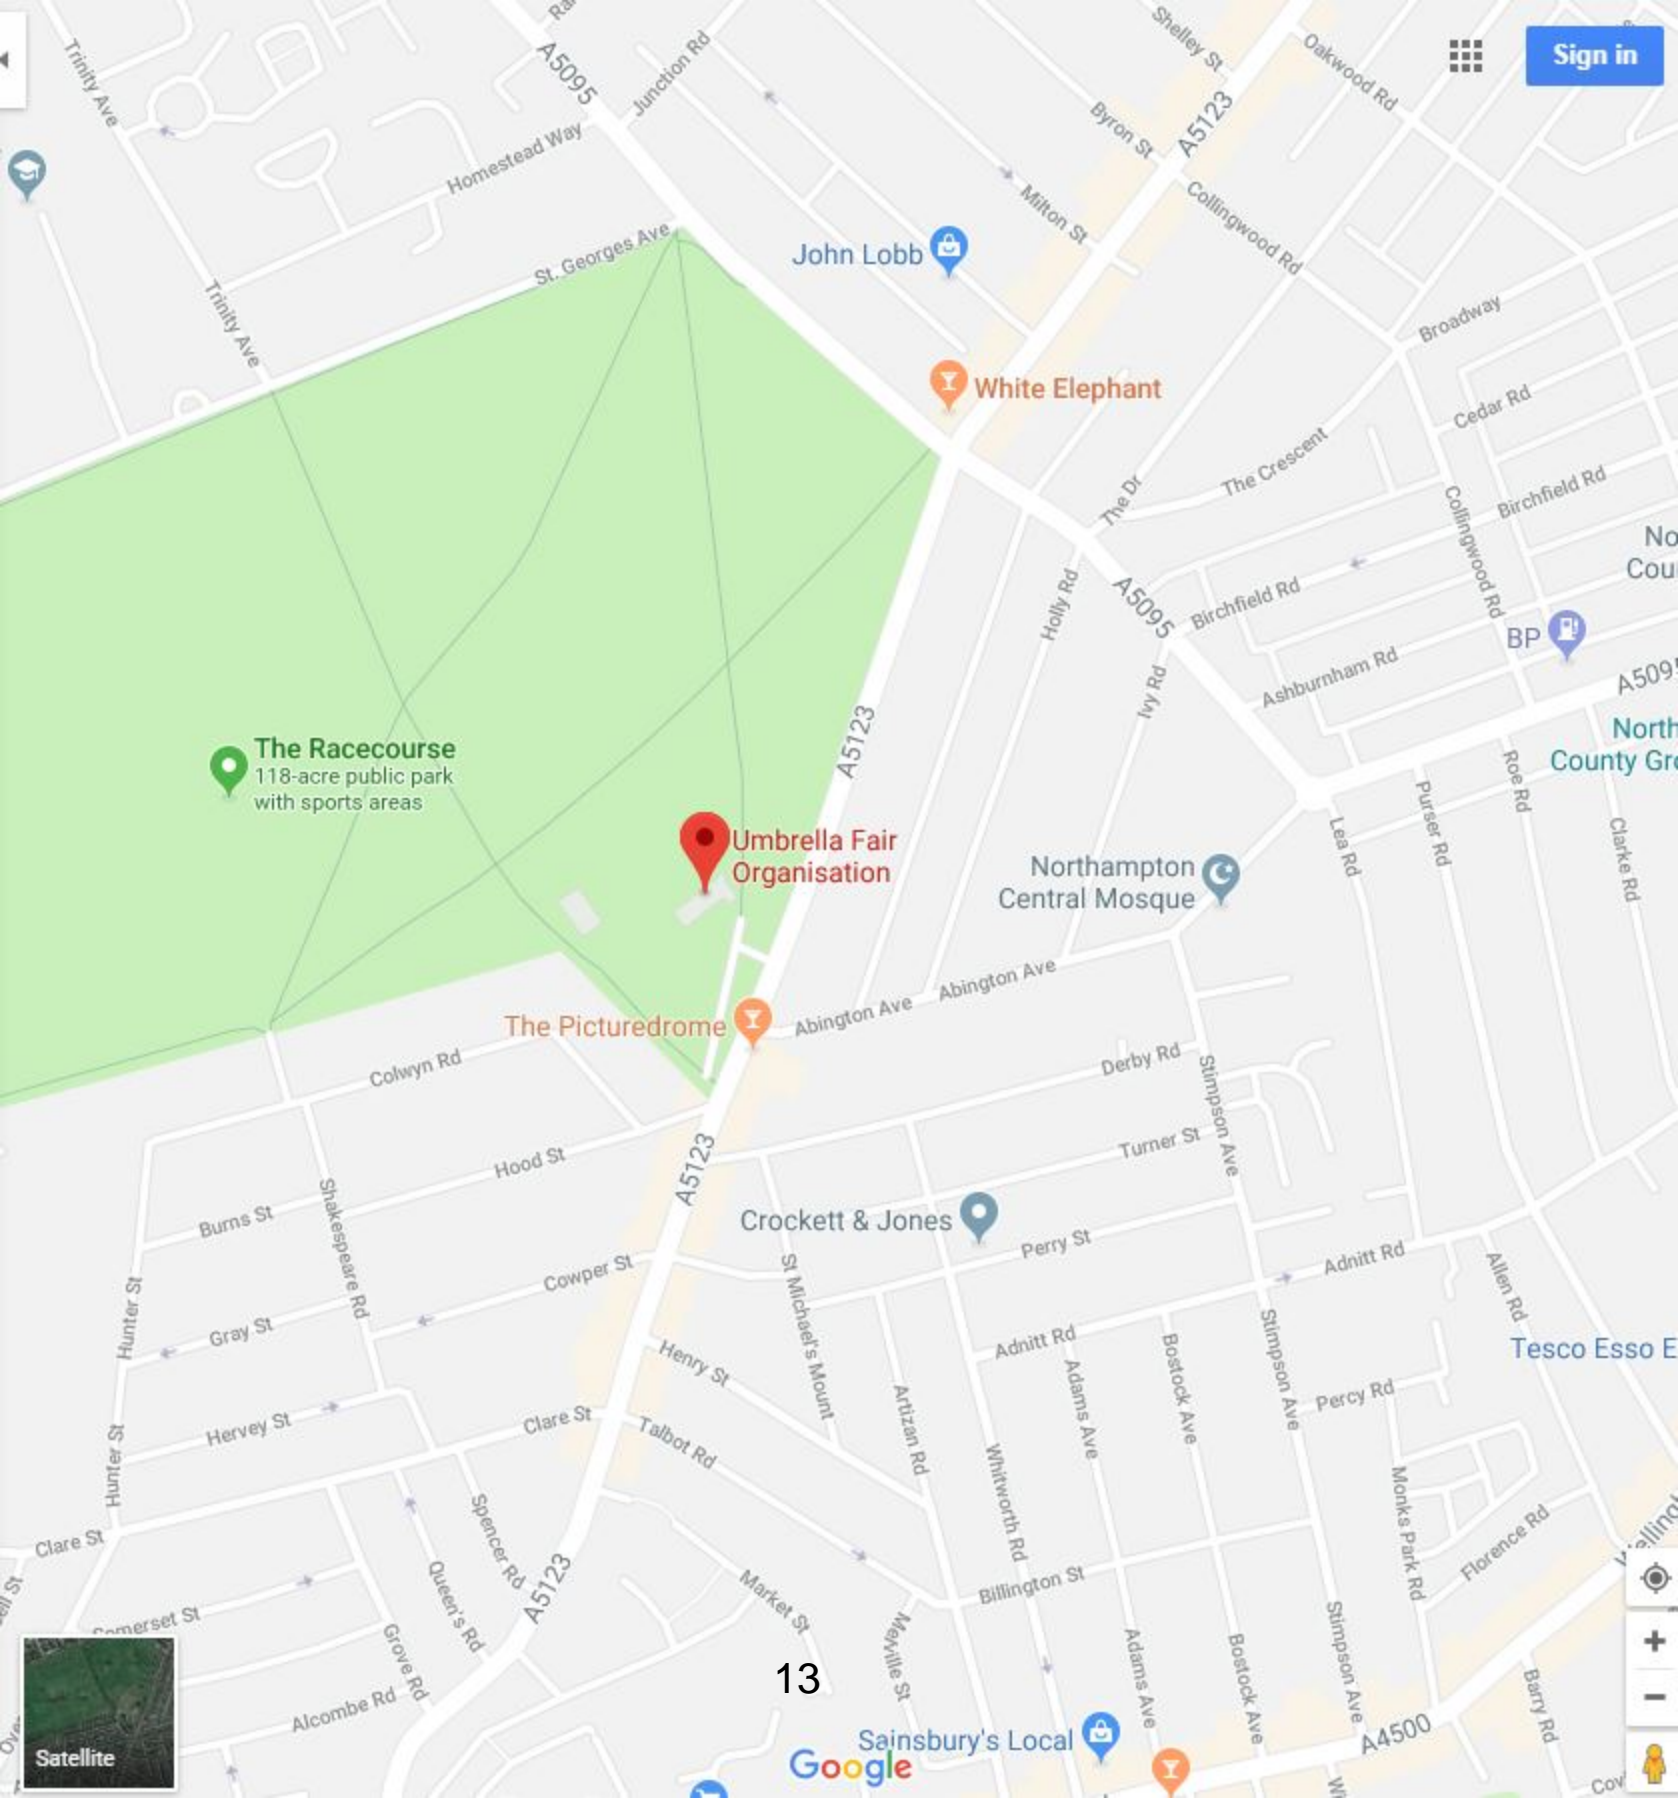 Trinity Ave
A5095
Junction Rd
Shelley St
Oakwood Rd
Sign in
Homestead Way
Byron St
A5123
Milton St
Collingwood Rd
St. Georges Ave
John Lobb
Trinity Ave
Broadway
White Elephant
Cedar Rd
The Crescent
The Dr
Birchfield Rd
Collingwood Rd
Holly Rd
A5095
Birchfield Rd
BP
Ashburnham Rd
Ivy Rd
A5123
The Racecourse
118-acre public park
with sports areas
County
Roe Rd
Purser Rd
Lea Rd
Clarke Rd
Umbrella Fair
Organisation
Northampton
Central Mosque
Abington Ave
Abington Ave
The Picturedrome
Colwyn Rd
Derby Rd
Stimpson Ave
Turner St
Hood St
A5123
Shakespeare Rd
Burns St
Crockett & Jones
Perry St
Adnitt Rd
Allen Rd
Cowper St
St Michael's Mount
Hunter St
Gray St
Henry St
Adnitt Rd
Stimpson Ave
Tesco Esso E
Adams Ave
Bostock Ave
Percy Rd
Artizan Rd
Hervey St
Clare St
Talbot Rd
Hunter St
Whitworth Rd
Monks Park Rd
Spencer Rd
Clare St
Florence Rd
A5123
Queen's Rd
Market St
Billington St
Grove Rd
Melville St
Adams Ave
Bostock Ave
Stimpson Ave
Barry Rd
13
Alcombe Rd
Sainsbury's Local
A4500
Satellite
Google